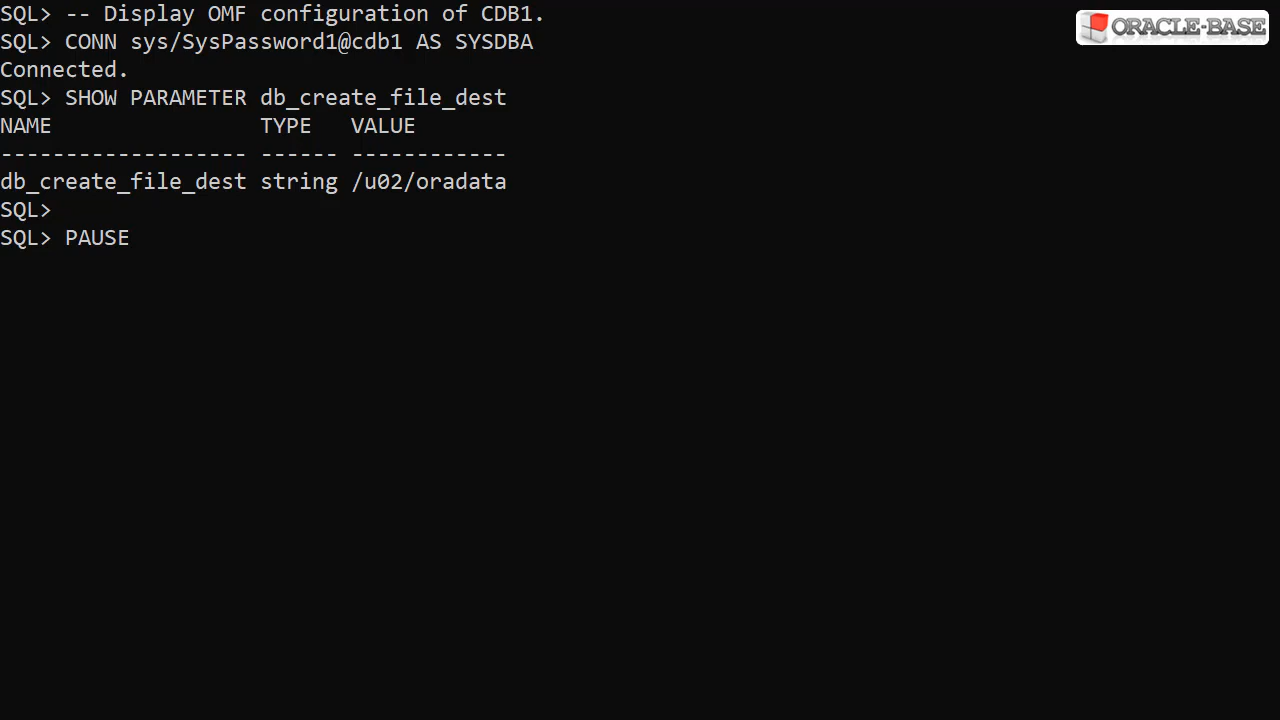 SQL> -- Display OMF configuration of CDB1.
SQL> CONN sys/SysPassword1@cdb1 AS SYSDBA
Connected.
SQL> SHOW PARAMETER db_create_file_dest
NAME                TYPE   VALUE
------------------- ------ ------------
db_create_file_dest string /u02/oradata
SQL>
SQL> PAUSE
ORACLE-BASE